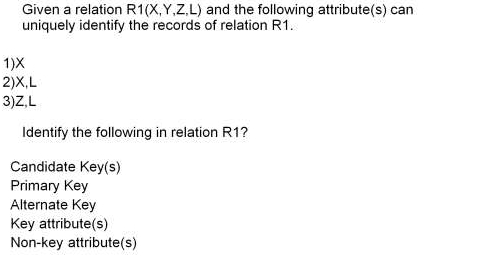 Given a relation R1(X,Y,Z,L) and the following attribute(s) can
uniquely identify the records of relation R1.
1)X
2)X,L
3)Z,L
Identify the following in relation R1?
Candidate Key(s)
Primary Key
Alternate Key
Key attribute(s)
Non-key attribute(s)